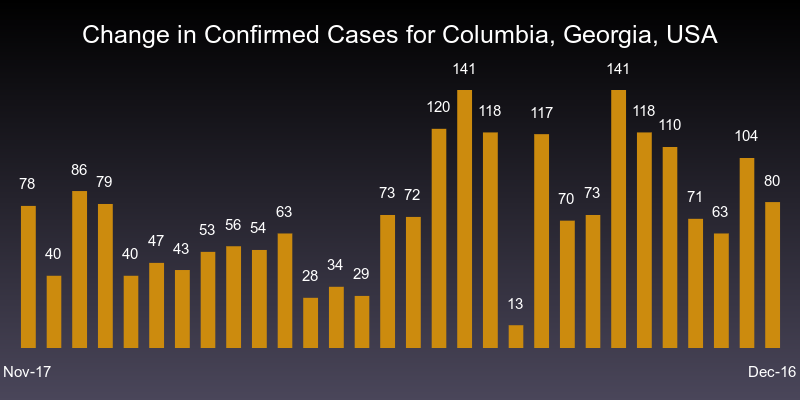 Change in Confirmed Cases for Columbia, Georgia, USA
78 40 86 79 40 47 43 53 56 54 63 28 34 29 73 72 120 141 118 13 117 70 73 141 118 110 71 63 104 80
Nov-17 Dec-16